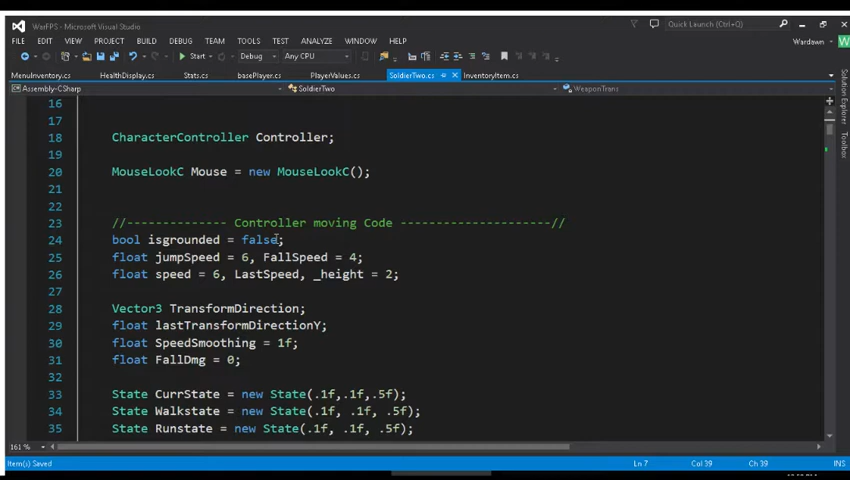 WarFPS - Microsoft Visual Studio
Quick Launch (Ctrl+Q)
FILE EDIT VIEW PROJECT BUILD DEBUG TEAM TOOLS TEST ANALYZE WINDOW HELP
Wardawn W
Start Debug Any CPU
MenuInventory.cs HealthDisplay.cs Stats.cs basePlayer.cs PlayerValues.cs SoldierTwo.cs InventoryItem.cs
Assembly-CSharp SoldierTwo WeaponTrans
Solution Explorer
Toolbox
16
17
18 CharacterController Controller;
19
20 MouseLookC Mouse = new MouseLookC();
21
22
23 //-------------- Controller moving Code ---------------------//
24 bool isgrounded = false;
25 float jumpSpeed = 6, FallSpeed = 4;
26 float speed = 6, LastSpeed, _height = 2;
27
28 Vector3 TransformDirection;
29 float lastTransformDirectionY;
30 float SpeedSmoothing = 1f;
31 float FallDmg = 0;
32
33 State CurrState = new State(.1f,.1f,.5f);
34 State Walkstate = new State(.1f, .1f, .5f);
35 State Runstate = new State(.1f, .1f, .5f);
161 %
Item(s) Saved Ln 7 Col 39 Ch 39 INS